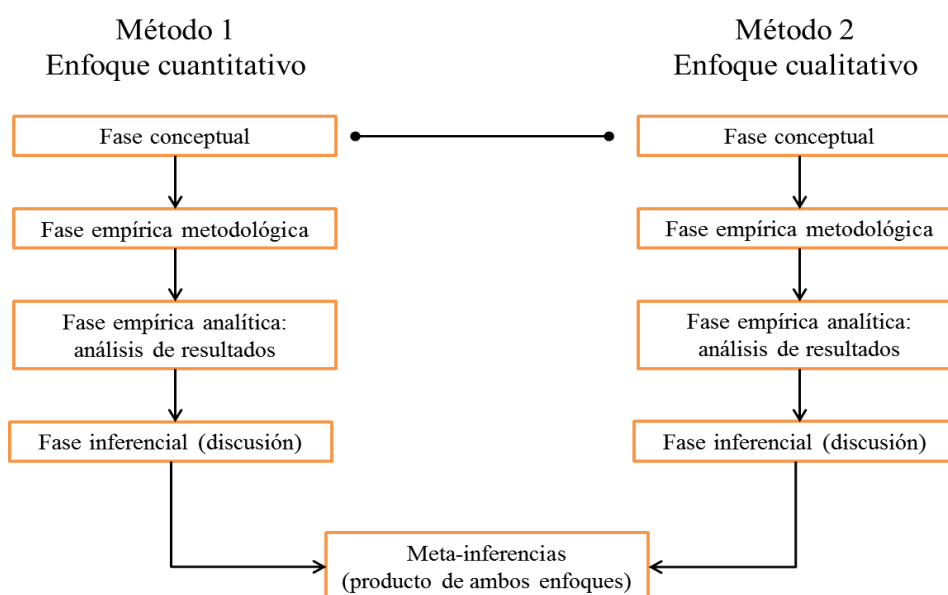 Método 1
Enfoque cuantitativo
Método 2
Enfoque cualitativo
Fase conceptual
Fase conceptual
Fase empírica metodológica
Fase empírica metodológica
Fase empírica analítica:
análisis de resultados
Fase empírica analítica:
análisis de resultados
Fase inferencial (discusión)
Fase inferencial (discusión)
Meta-inferencias
(producto de ambos enfoques)